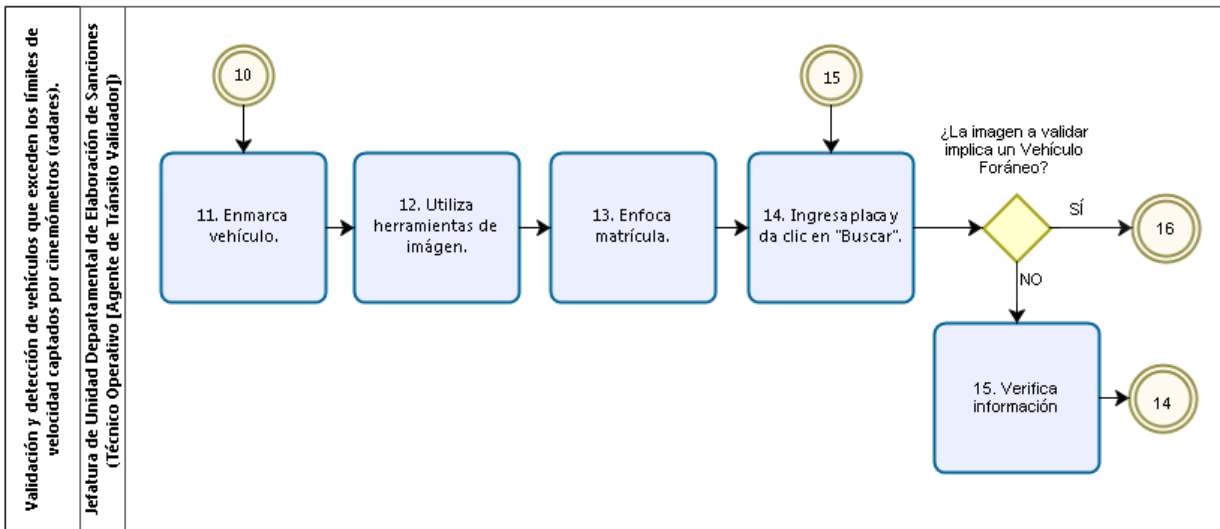 Validación y detección de vehículos que exceden los límites de
velocidad captados por cinemómetros (radares).
Jefatura de Unidad Departamental de Elaboración de Sanciones
(Técnico Operativo [Agente de Tránsito Validador])
10
11. Enmarca
vehículo.
12. Utiliza
herramientas de
imágen.
13. Enfoca
matrícula.
15
14. Ingresa placa y
da clic en "Buscar".
¿La imagen a validar
implica un Vehículo
Foráneo?
SÍ
16
NO
15. Verifica
información
14